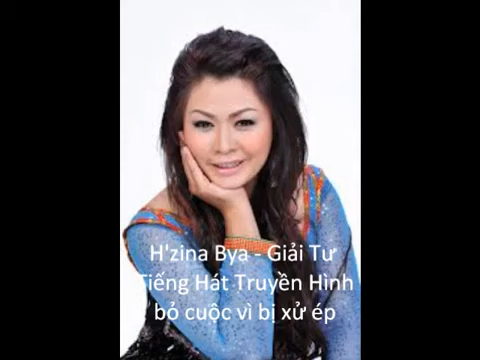 H'zina Bya - Giải Tư
Tiếng Hát Truyền Hình
bỏ cuộc vì bị xử ép